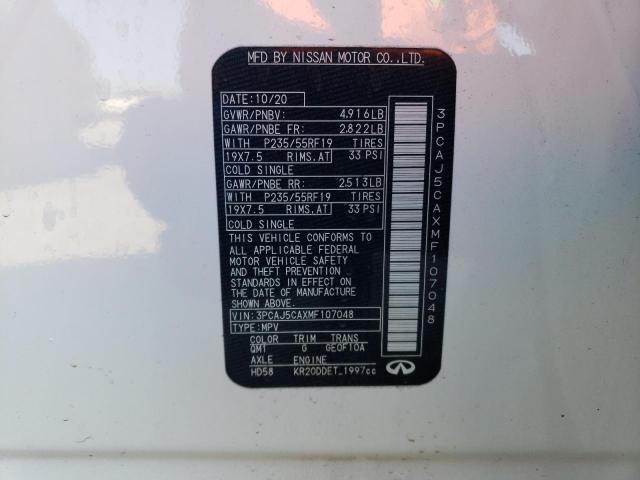 MFD BY NISSAN MOTOR CO.,LTD.
DATE: 10/20
GVWR/PNBV: 4,916LB
GAWR/PNBE FR: 2,822LB
WITH P235/55RF19 TIRES
19X7.5 RIMS,AT 33 PSI
COLD SINGLE
GAWR/PNBE RR: 2,513LB
WITH P235/55RF19 TIRES
19X7.5 RIMS,AT 33 PSI
COLD SINGLE
THIS VEHICLE CONFORMS TO
ALL APPLICABLE FEDERAL
MOTOR VEHICLE SAFETY
AND THEFT PREVENTION
STANDARDS IN EFFECT ON
THE DATE OF MANUFACTURE
SHOWN ABOVE.
VIN: 3PCAJ5CAXMF107048
TYPE: MPV
COLOR TRIM TRANS
QMT G GE0F10A
AXLE ENGINE
HD58 KR20DDET_1997cc
3PCAJ5CAXMF107048